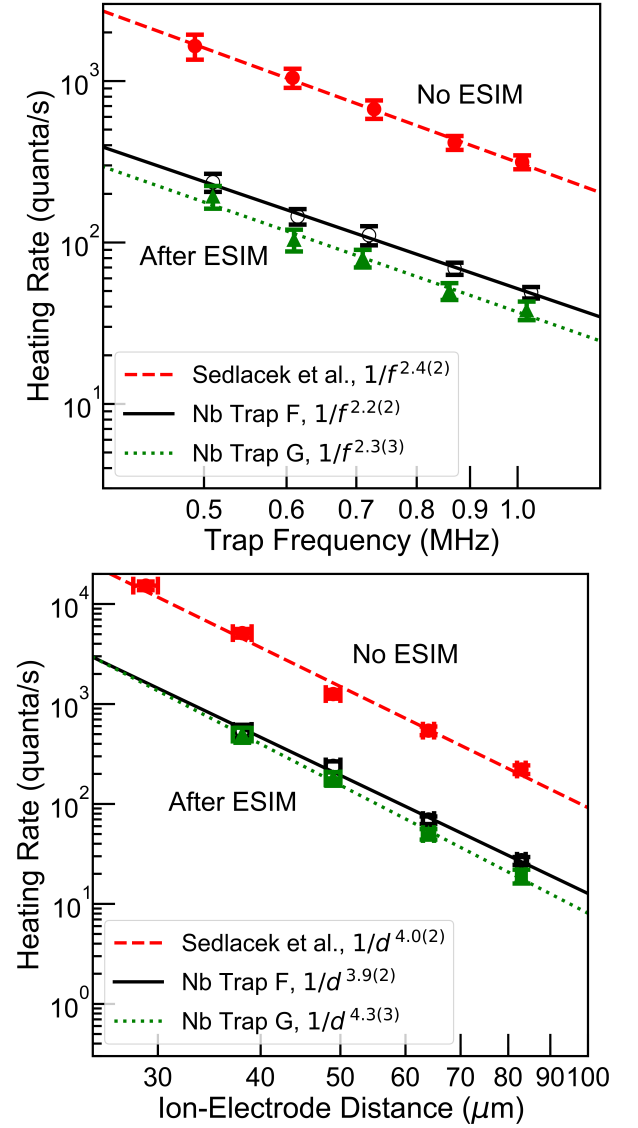 10³
10²
10¹
Heating Rate (quanta/s)
No ESIM
After ESIM
Sedlacek et al., 1/f^2.4(2)
Nb Trap F, 1/f^2.2(2)
Nb Trap G, 1/f^2.3(3)
0.5 0.6 0.7 0.8 0.9 1.0
Trap Frequency (MHz)
10⁴
10³
10²
10¹
10⁰
Heating Rate (quanta/s)
No ESIM
After ESIM
Sedlacek et al., 1/d^4.0(2)
Nb Trap F, 1/d^3.9(2)
Nb Trap G, 1/d^4.3(3)
30 40 50 60 70 80 90 100
Ion-Electrode Distance (μm)